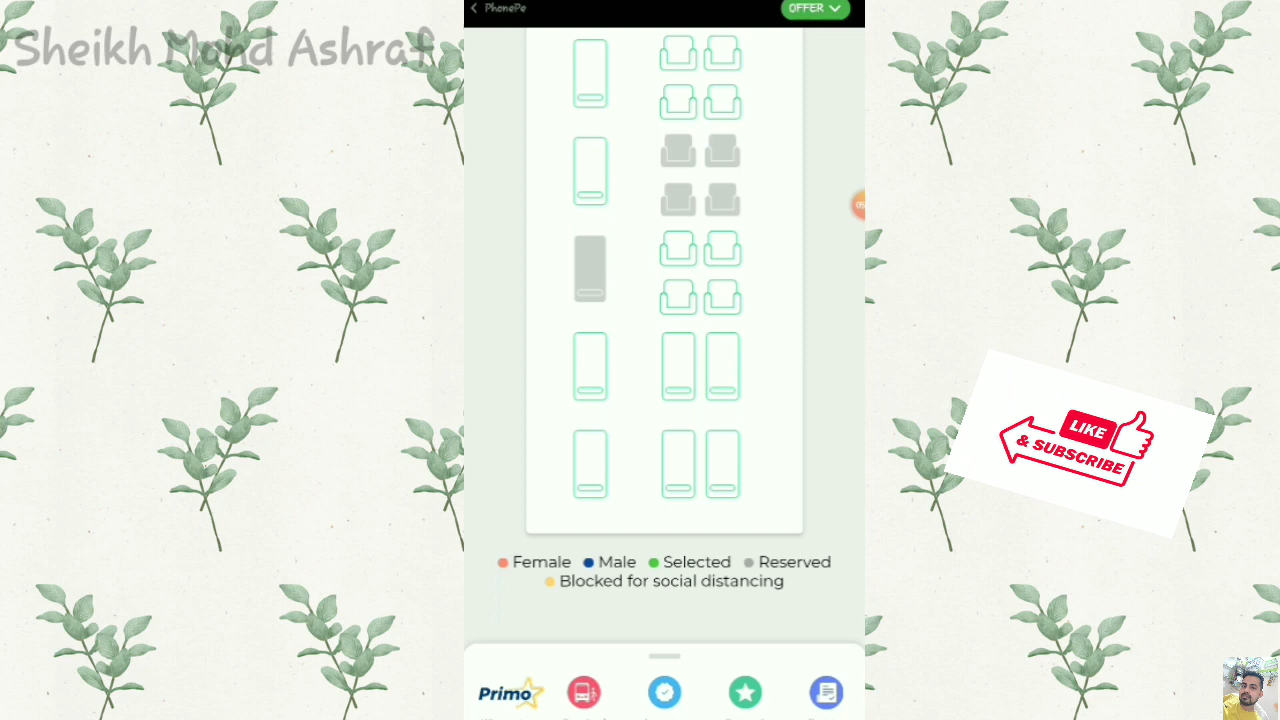 Sheikh Mohd Ashraf
PhonePe
OFFER
LIKE
& SUBSCRIBE
Female Male Selected Reserved
Blocked for social distancing
Primo